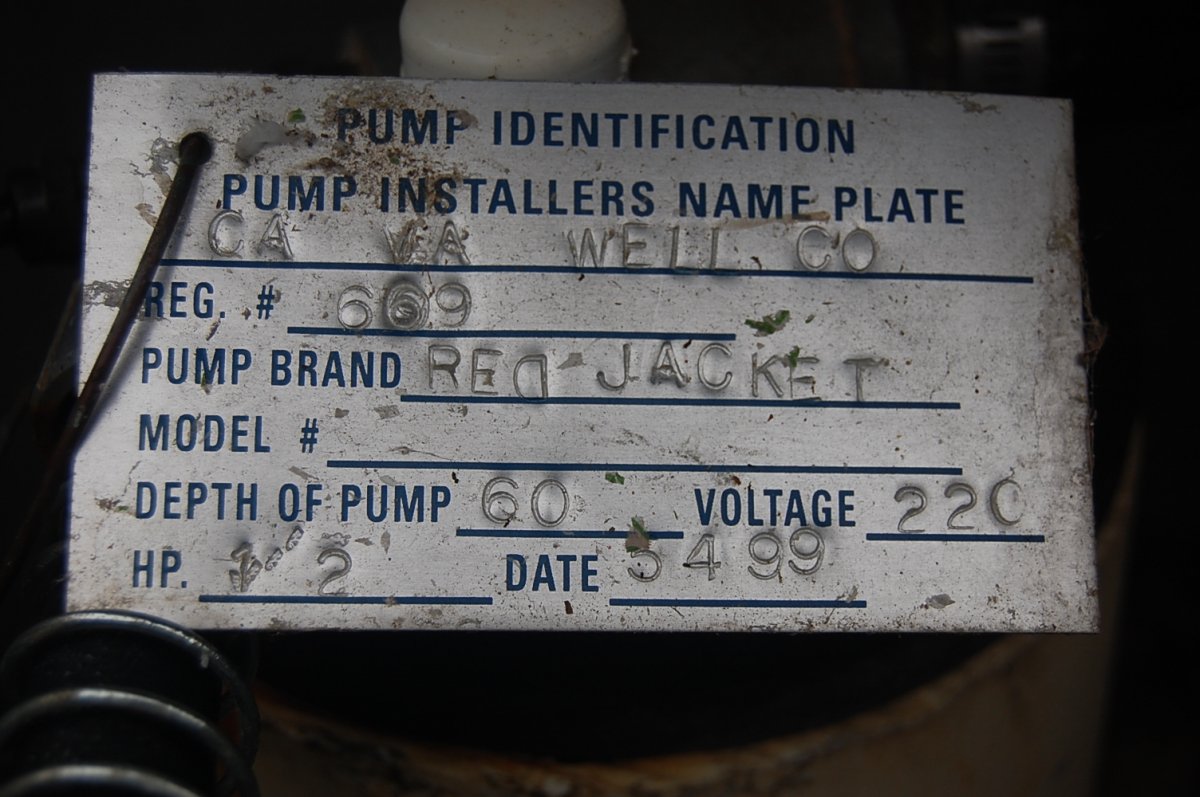 PUMP IDENTIFICATION
PUMP INSTALLERS NAME PLATE
CA VA WELL CO
REG. # 669
PUMP BRAND RED JACKET
MODEL #
DEPTH OF PUMP 60 VOLTAGE 220
HP. 2 DATE 5 4 99